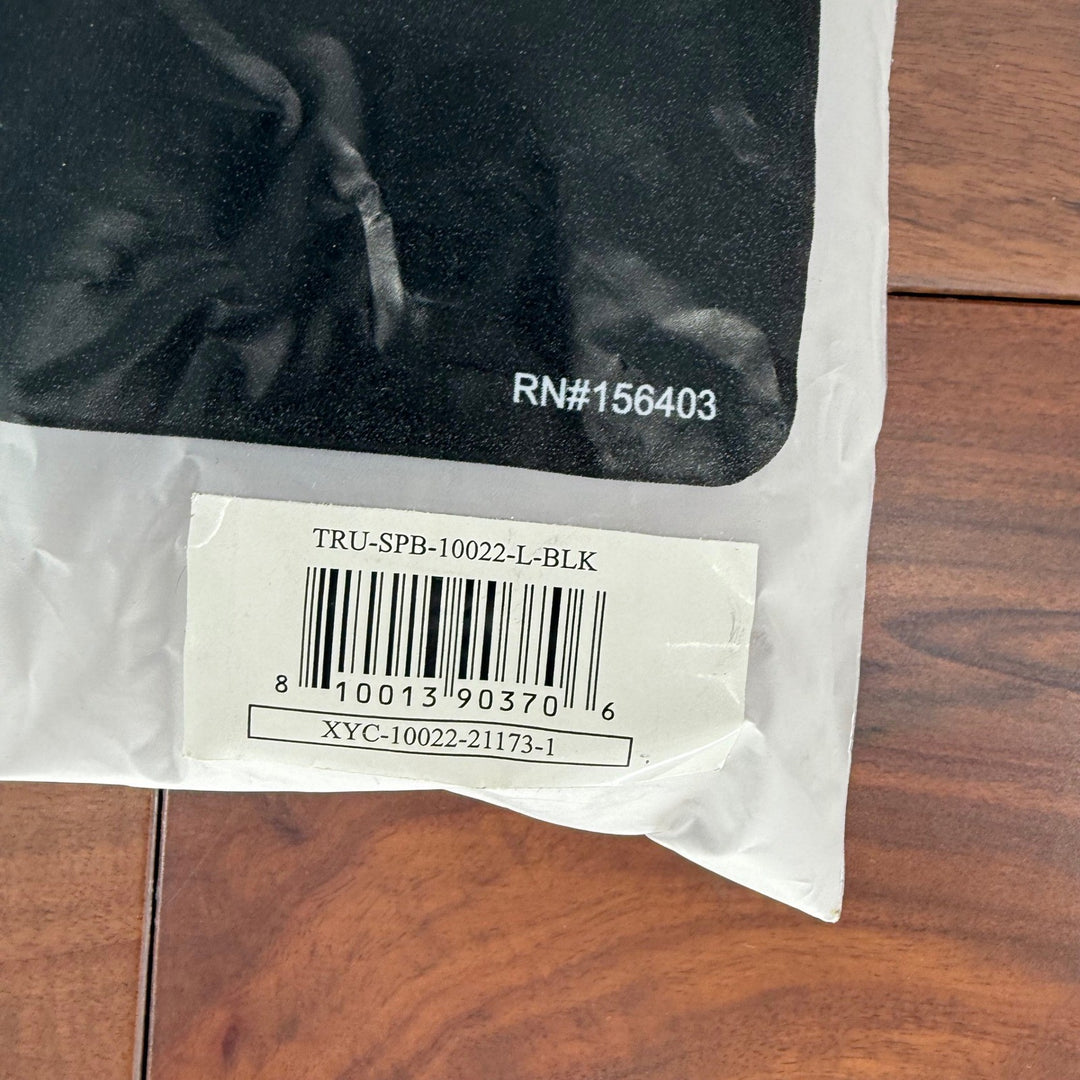 RN#156403
TRU-SPB-10022-L-BLK
8 10013 90370 6
XYC-10022-21173-1